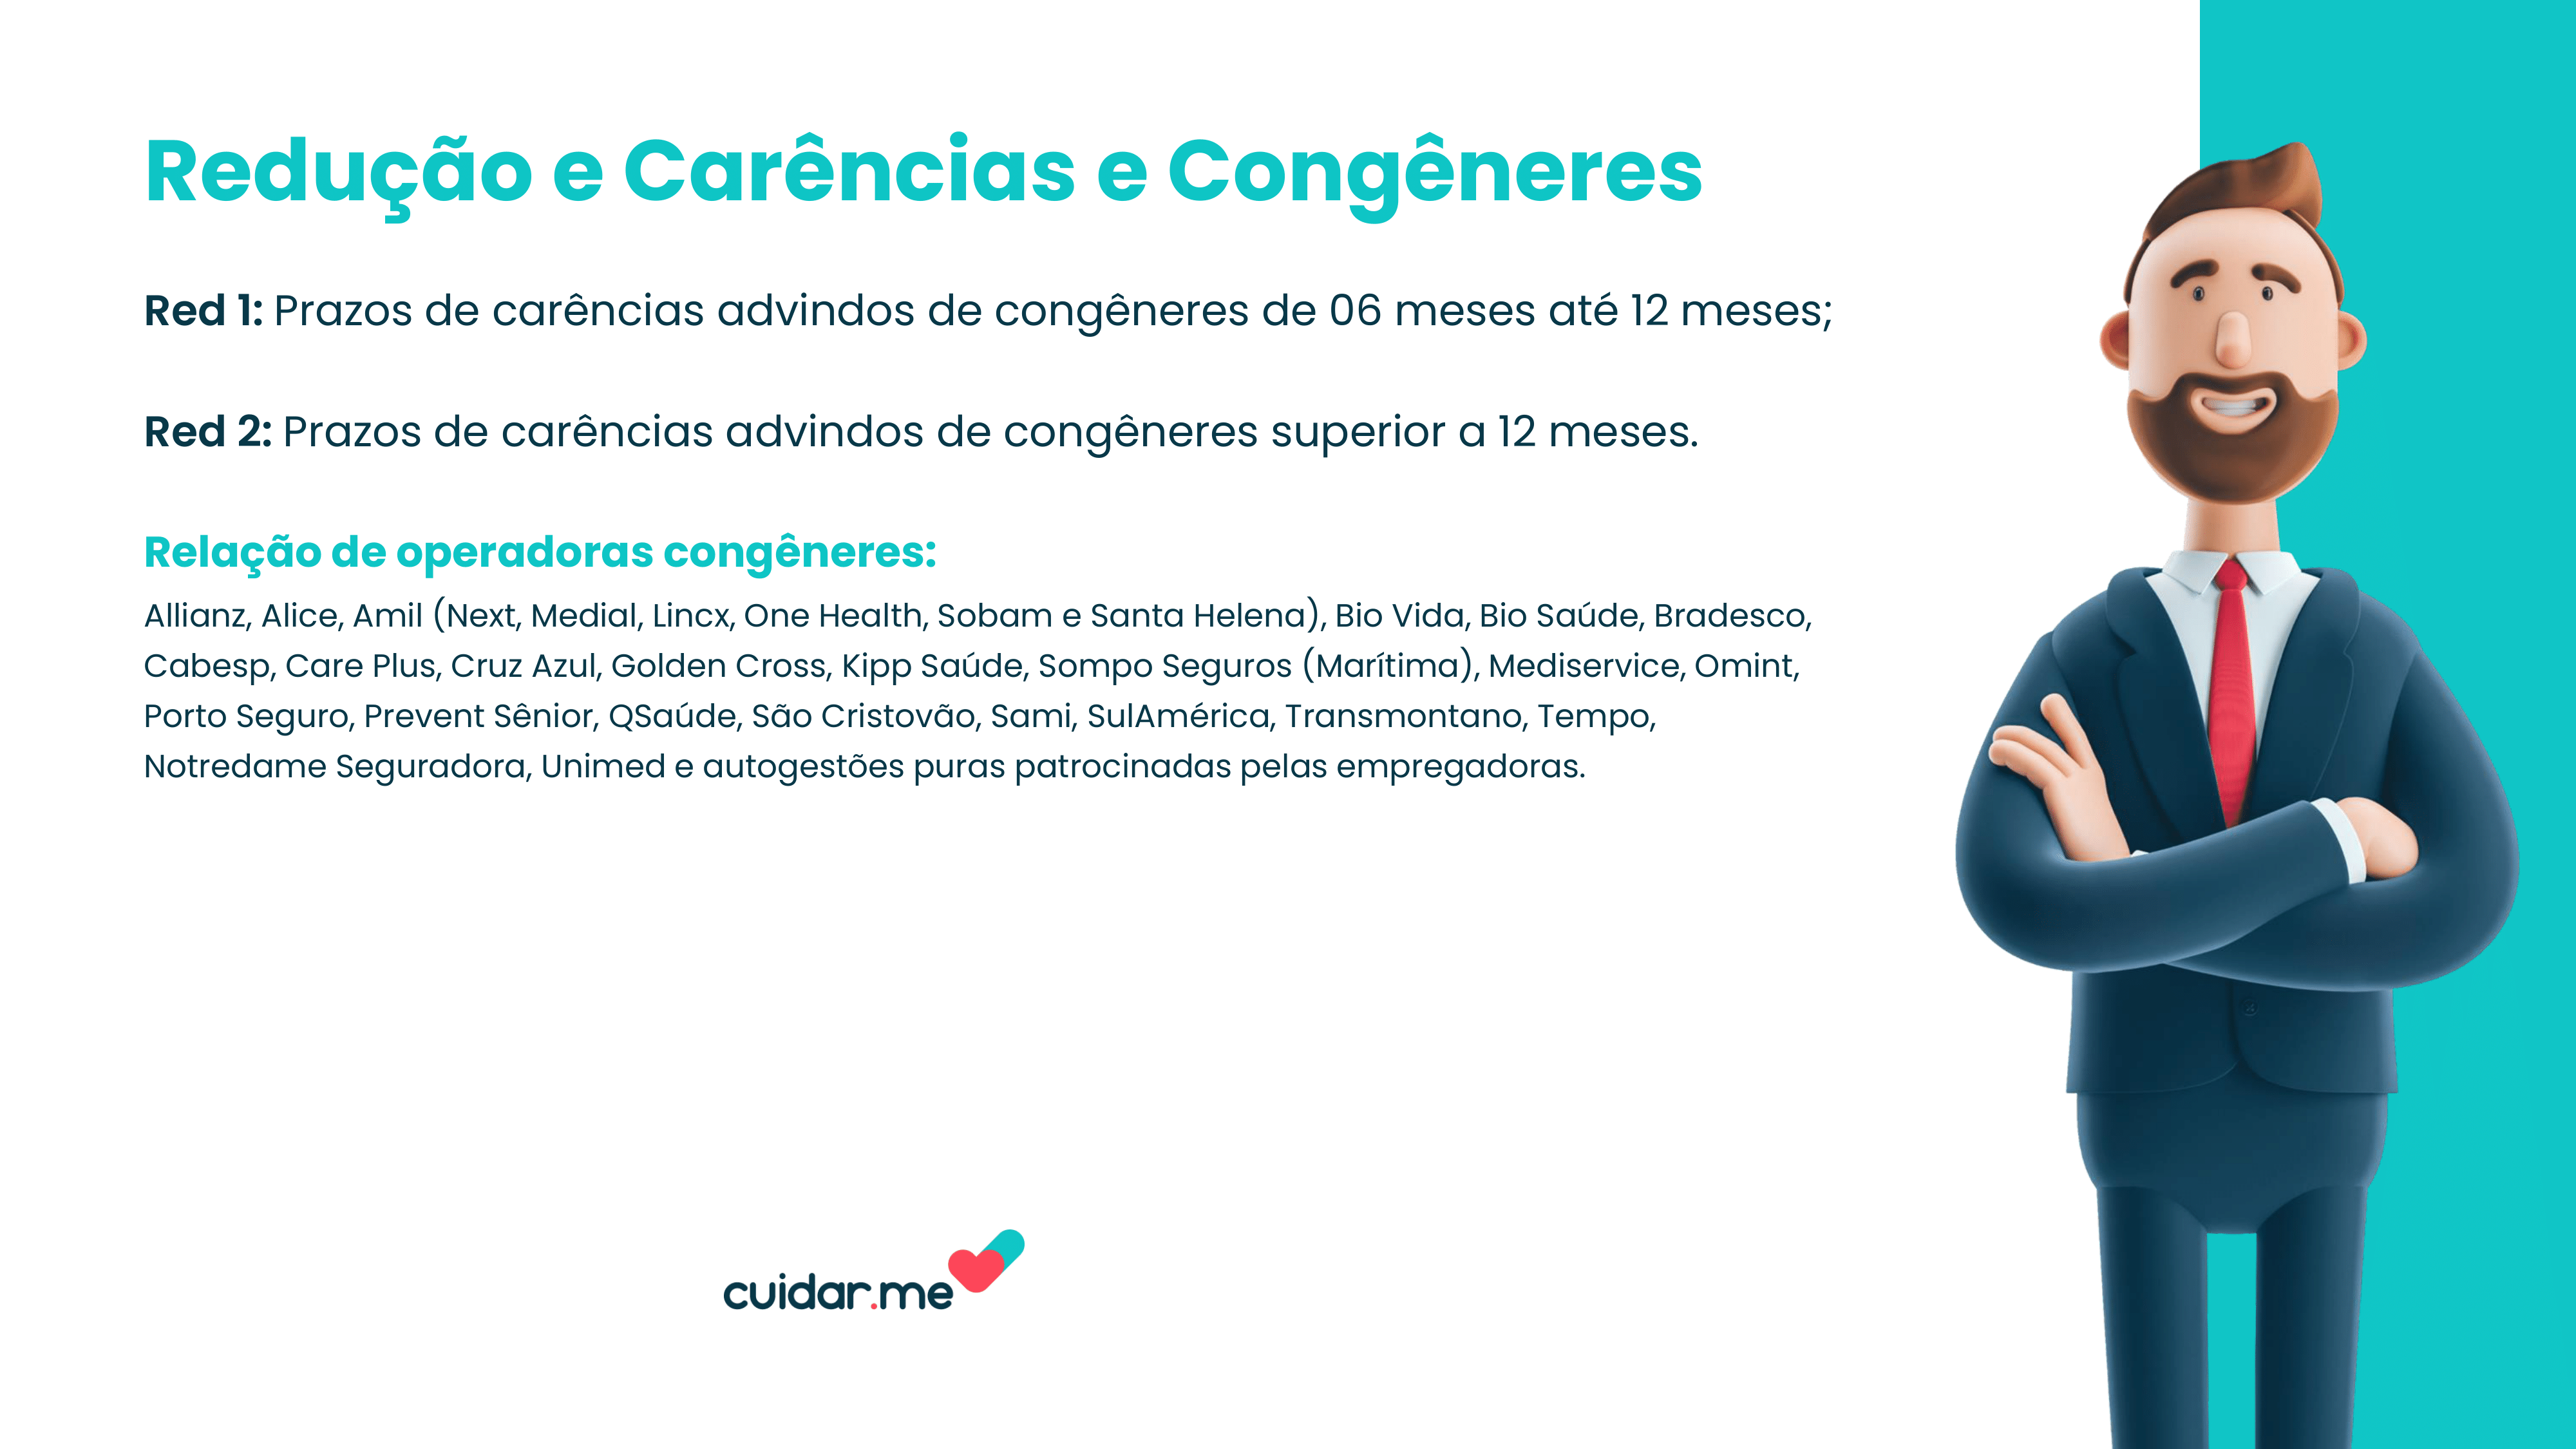 Redução e Carências e Congêneres
Red 1: Prazos de carências advindos de congêneres de 06 meses até 12 meses;
Red 2: Prazos de carências advindos de congêneres superior a 12 meses.
Relação de operadoras congêneres:
Allianz, Alice, Amil (Next, Medial, Lincx, One Health, Sobam e Santa Helena), Bio Vida, Bio Saúde, Bradesco,
Cabesp, Care Plus, Cruz Azul, Golden Cross, Kipp Saúde, Sompo Seguros (Marítima), Mediservice, Omint,
Porto Seguro, Prevent Sênior, QSaúde, São Cristovão, Sami, SulAmérica, Transmontano, Tempo,
Notredame Seguradora, Unimed e autogestões puras patrocinadas pelas empregadoras.
cuidar.me